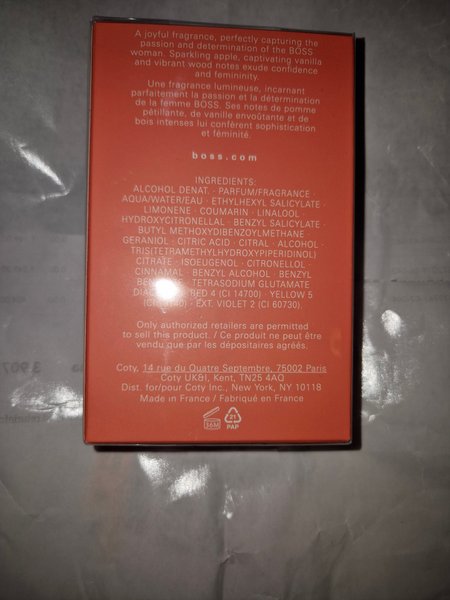 A joyful fragrance, perfectly capturing the
passion and determination of the BOSS
woman. Sparkling apple, captivating vanilla
and vibrant wood notes exude confidence
and femininity.
Une fragrance lumineuse, incarnant
parfaitement la passion et la détermination
de la femme BOSS. Ses notes de pomme
pétillante, de vanille envoûtante et de
bois intenses lui confèrent sophistication
et féminité.
boss.com
INGREDIENTS:
ALCOHOL DENAT. · PARFUM/FRAGRANCE ·
AQUA/WATER/EAU · ETHYLHEXYL SALICYLATE ·
LIMONENE · COUMARIN · LINALOOL ·
HYDROXYCITRONELLAL · BENZYL SALICYLATE ·
BUTYL METHOXYDIBENZOYLMETHANE ·
GERANIOL · CITRIC ACID · CITRAL · ALCOHOL ·
TRIS(TETRAMETHYLHYDROXYPIPERIDINOL)
CITRATE · ISOEUGENOL · CITRONELLOL ·
CINNAMAL · BENZYL ALCOHOL · BENZYL
TETRASODIUM GLUTAMATE
RED 4 (CI 14700) · YELLOW 5
· EXT. VIOLET 2 (CI 60730).
Only authorized retailers are permitted
to sell this product. / Ce produit ne peut être
vendu que par les dépositaires agréés.
Coty, 14 rue du Quatre Septembre, 75002 Paris
Coty UK&I, Kent, TN25 4AQ
Dist. for/pour Coty Inc., New York, NY 10118
Made in France / Fabriqué en France
36M
21
PAP